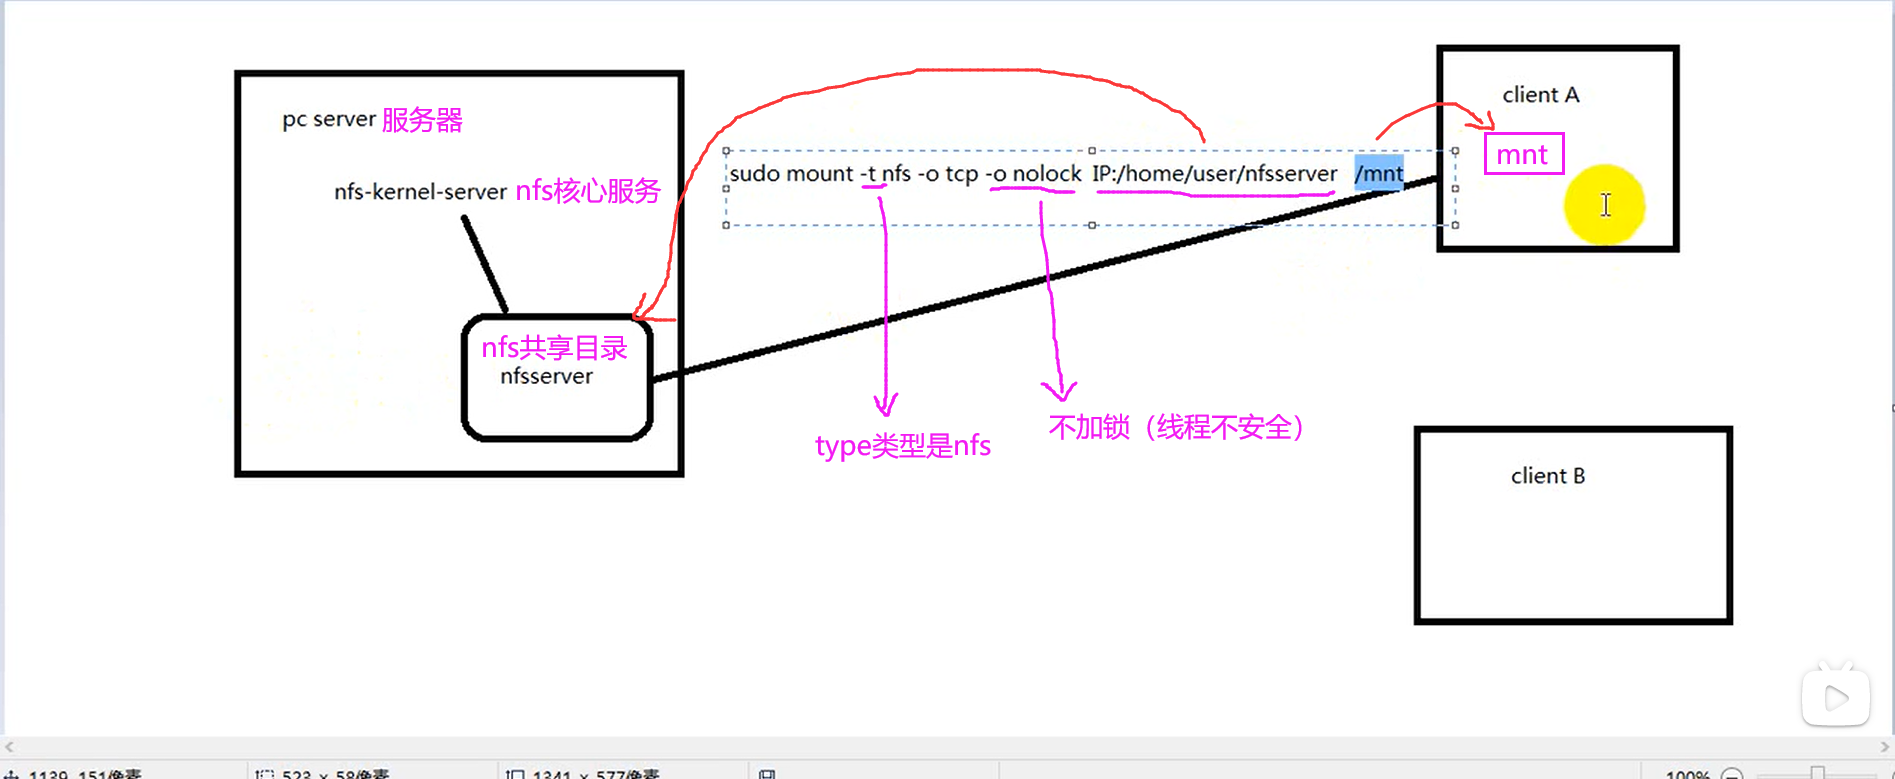 pc server 服务器
nfs-kernel-server nfs核心服务
nfs共享目录
nfsserver
sudo mount -t nfs -o tcp -o nolock IP:/home/user/nfsserver /mnt
type类型是nfs
不加锁（线程不安全）
client A
mnt
client B
1139, 151像素
523 × 58像素
1341 × 577像素
100%